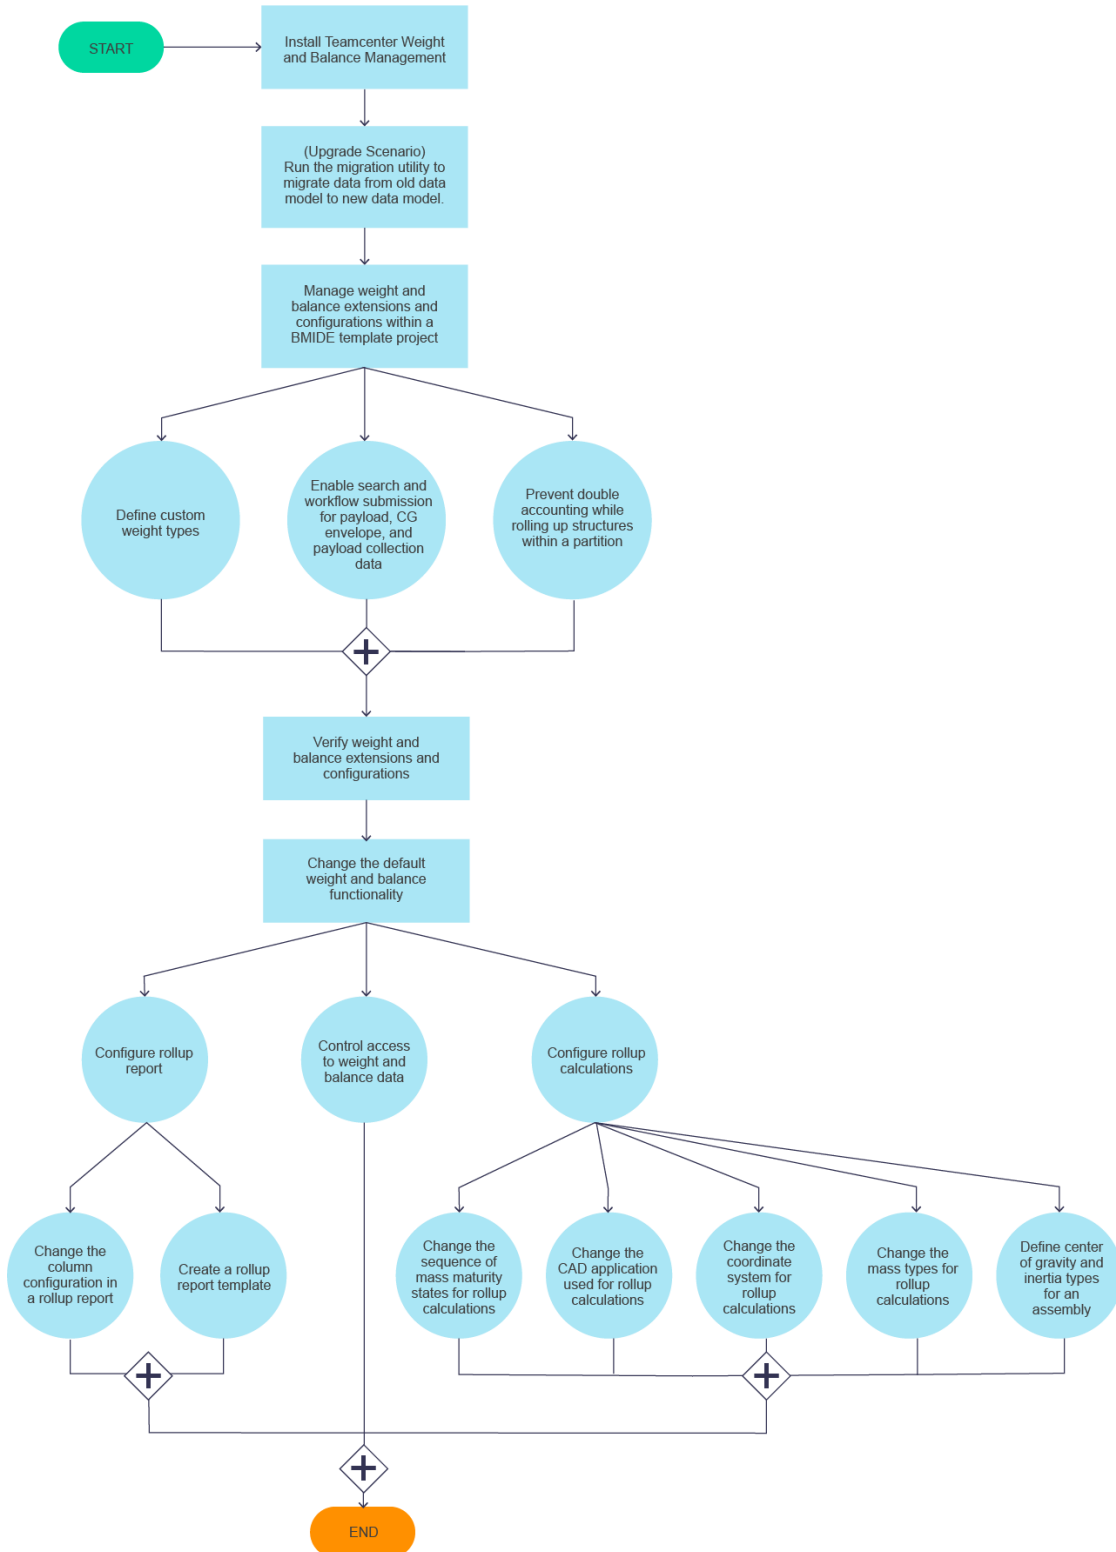 START
Install Teamcenter Weight
and Balance Management
(Upgrade Scenario)
Run the migration utility to
migrate data from old data
model to new data model.
Manage weight and
balance extensions and
configurations within a
BMIDE template project
Define custom
weight types
Enable search and
workflow submission
for payload, CG
envelope, and
payload collection
data
Prevent double
accounting while
rolling up structures
within a partition
Verify weight and
balance extensions and
configurations
Change the default
weight and balance
functionality
Configure rollup
report
Control access
to weight and
balance data
Configure rollup
calculations
Change the
column
configuration in
a rollup report
Create a rollup
report template
Change the
sequence of
mass maturity
states for rollup
calculations
Change the
CAD application
used for rollup
calculations
Change the
coordinate
system for
rollup
calculations
Change the
mass types for
rollup
calculations
Define center of
gravity and
inertia types
for an
assembly
END